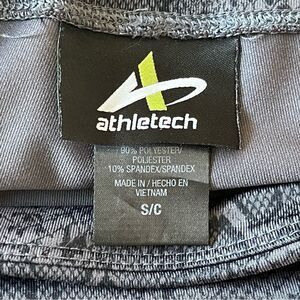 athletech
90% POLYESTER/
POLIESTER
10% SPANDEX/SPANDEX
MADE IN / HECHO EN
VIETNAM
S/C